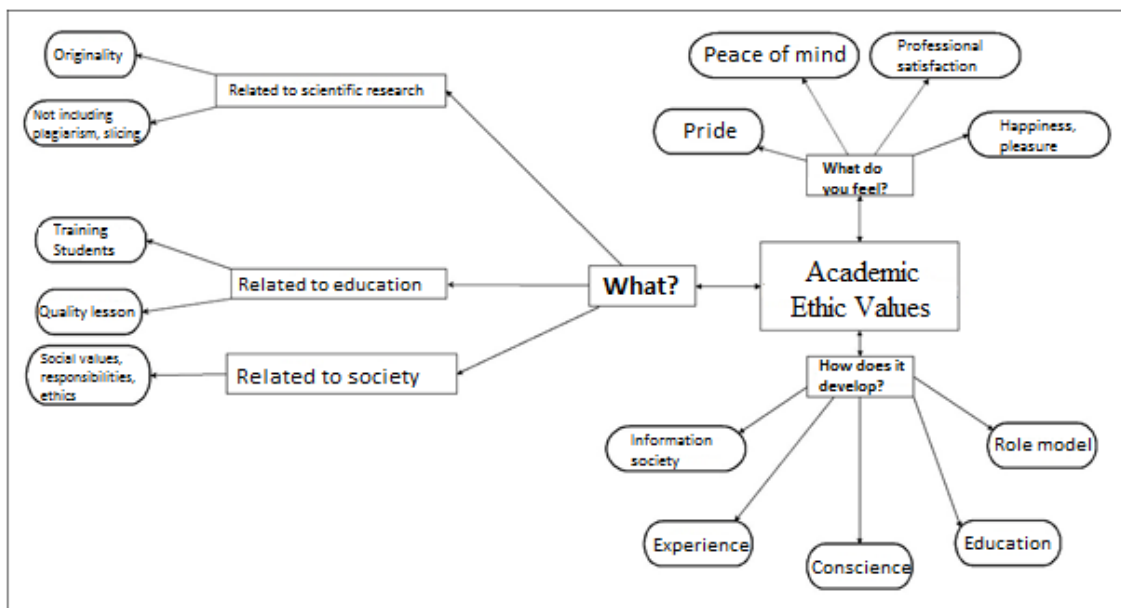 Originality
Related to scientific research
Not including
plagiarism, slicing
Training
Students
Related to education
Quality lesson
Social values,
responsibilities,
ethics
Related to society
What?
Peace of mind
Professional
satisfaction
Pride
Happiness,
pleasure
What do
you feel?
Academic
Ethic Values
How does it
develop?
Information
society
Role model
Experience
Conscience
Education